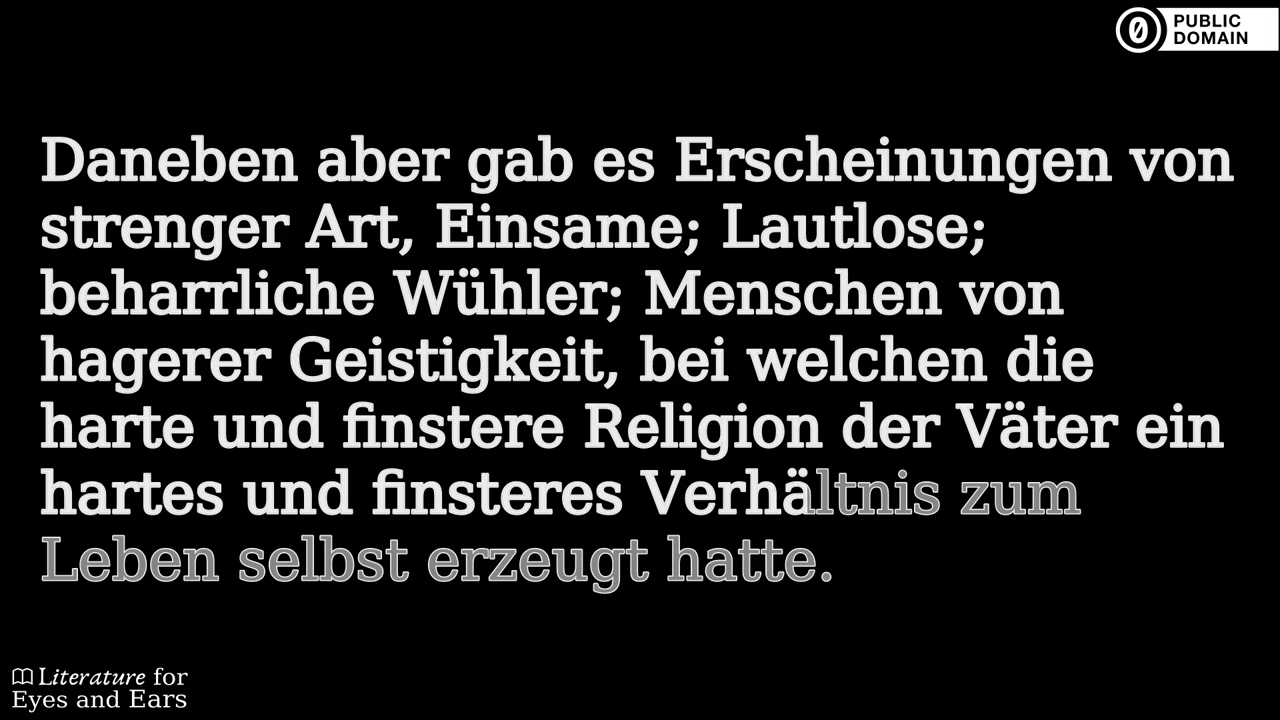 PUBLIC
DOMAIN
Daneben aber gab es Erscheinungen von
strenger Art, Einsame; Lautlose;
beharrliche Wühler; Menschen von
hagerer Geistigkeit, bei welchen die
harte und finstere Religion der Väter ein
hartes und finsteres Verhältnis zum
Leben selbst erzeugt hatte.
Literature for
Eyes and Ears